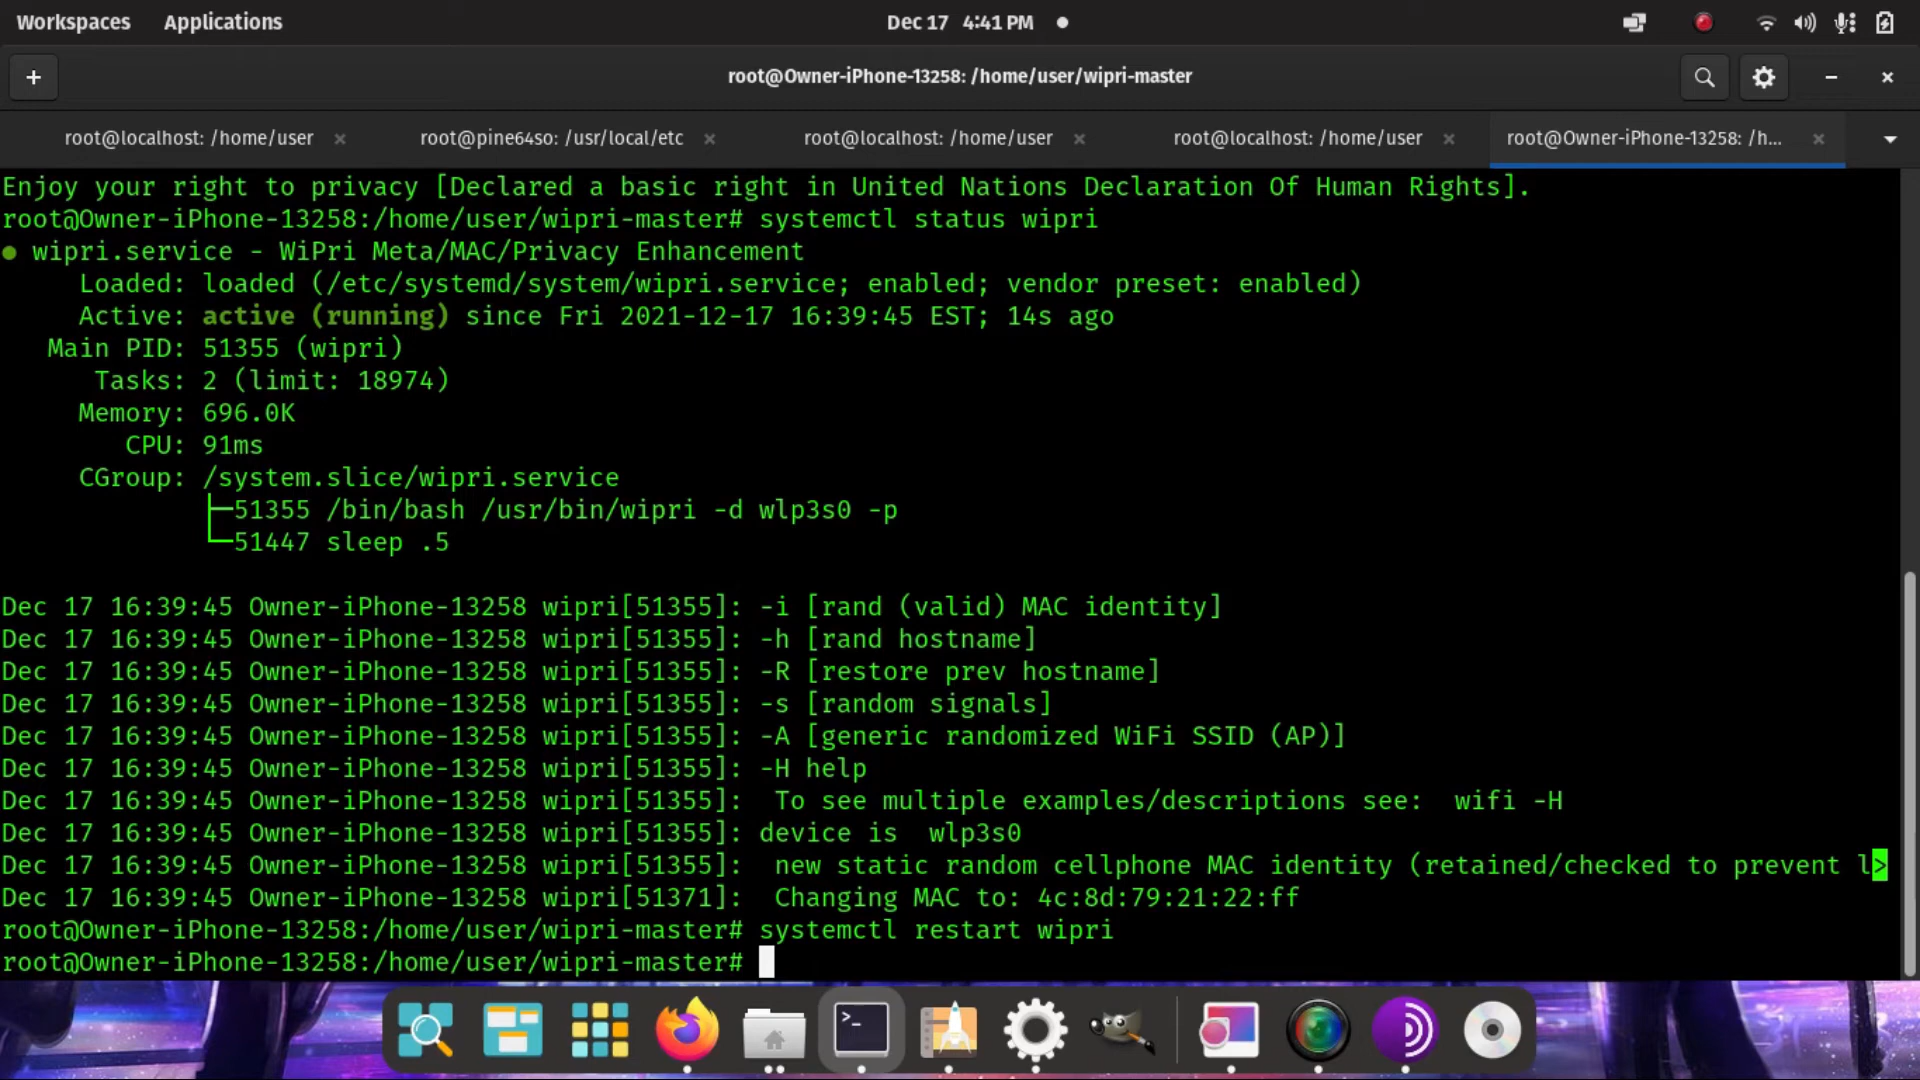 Workspaces Applications Dec 17 4:41 PM
root@Owner-iPhone-13258: /home/user/wipri-master
root@localhost: /home/user root@pine64so: /usr/local/etc root@localhost: /home/user root@localhost: /home/user root@Owner-iPhone-13258: /h...
Enjoy your right to privacy [Declared a basic right in United Nations Declaration Of Human Rights].
root@Owner-iPhone-13258:/home/user/wipri-master# systemctl status wipri
● wipri.service - WiPri Meta/MAC/Privacy Enhancement
Loaded: loaded (/etc/systemd/system/wipri.service; enabled; vendor preset: enabled)
Active: active (running) since Fri 2021-12-17 16:39:45 EST; 14s ago
Main PID: 51355 (wipri)
Tasks: 2 (limit: 18974)
Memory: 696.0K
CPU: 91ms
CGroup: /system.slice/wipri.service
├─51355 /bin/bash /usr/bin/wipri -d wlp3s0 -p
└─51447 sleep .5
Dec 17 16:39:45 Owner-iPhone-13258 wipri[51355]: -i [rand (valid) MAC identity]
Dec 17 16:39:45 Owner-iPhone-13258 wipri[51355]: -h [rand hostname]
Dec 17 16:39:45 Owner-iPhone-13258 wipri[51355]: -R [restore prev hostname]
Dec 17 16:39:45 Owner-iPhone-13258 wipri[51355]: -s [random signals]
Dec 17 16:39:45 Owner-iPhone-13258 wipri[51355]: -A [generic randomized WiFi SSID (AP)]
Dec 17 16:39:45 Owner-iPhone-13258 wipri[51355]: -H help
Dec 17 16:39:45 Owner-iPhone-13258 wipri[51355]: To see multiple examples/descriptions see: wifi -H
Dec 17 16:39:45 Owner-iPhone-13258 wipri[51355]: device is wlp3s0
Dec 17 16:39:45 Owner-iPhone-13258 wipri[51355]: new static random cellphone MAC identity (retained/checked to prevent l>
Dec 17 16:39:45 Owner-iPhone-13258 wipri[51371]: Changing MAC to: 4c:8d:79:21:22:ff
root@Owner-iPhone-13258:/home/user/wipri-master# systemctl restart wipri
root@Owner-iPhone-13258:/home/user/wipri-master#